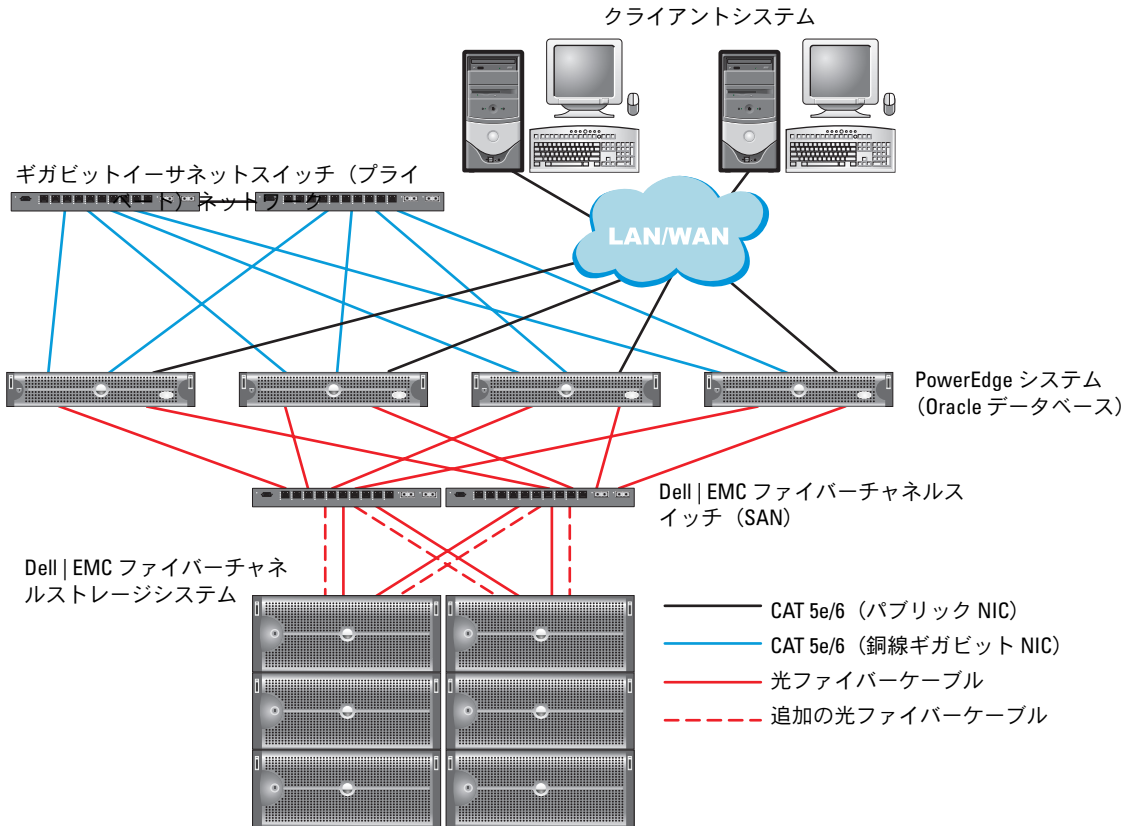 クライアントシステム
ギガビットイーサネットスイッチ（プライ
ベート）ネットワーク
LAN/WAN
PowerEdge システム
（Oracle データベース）
Dell | EMC ファイバーチャネルス
イッチ（SAN）
Dell | EMC ファイバーチャネ
ルストレージシステム
CAT 5e/6（パブリック NIC）
CAT 5e/6（銅線ギガビット NIC）
光ファイバーケーブル
追加の光ファイバーケーブル